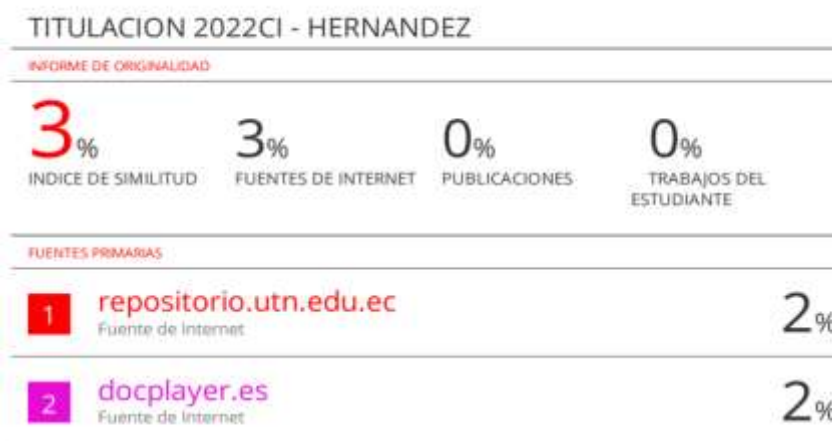 TITULACION 2022CI - HERNANDEZ
INFORME DE ORIGINALIDAD
3% 3% 0% 0%
INDICE DE SIMILITUD FUENTES DE INTERNET PUBLICACIONES TRABAJOS DEL
ESTUDIANTE
FUENTES PRIMARIAS
1 repositorio.utn.edu.ec 2%
Fuente de Internet
2 docplayer.es 2%
Fuente de Internet